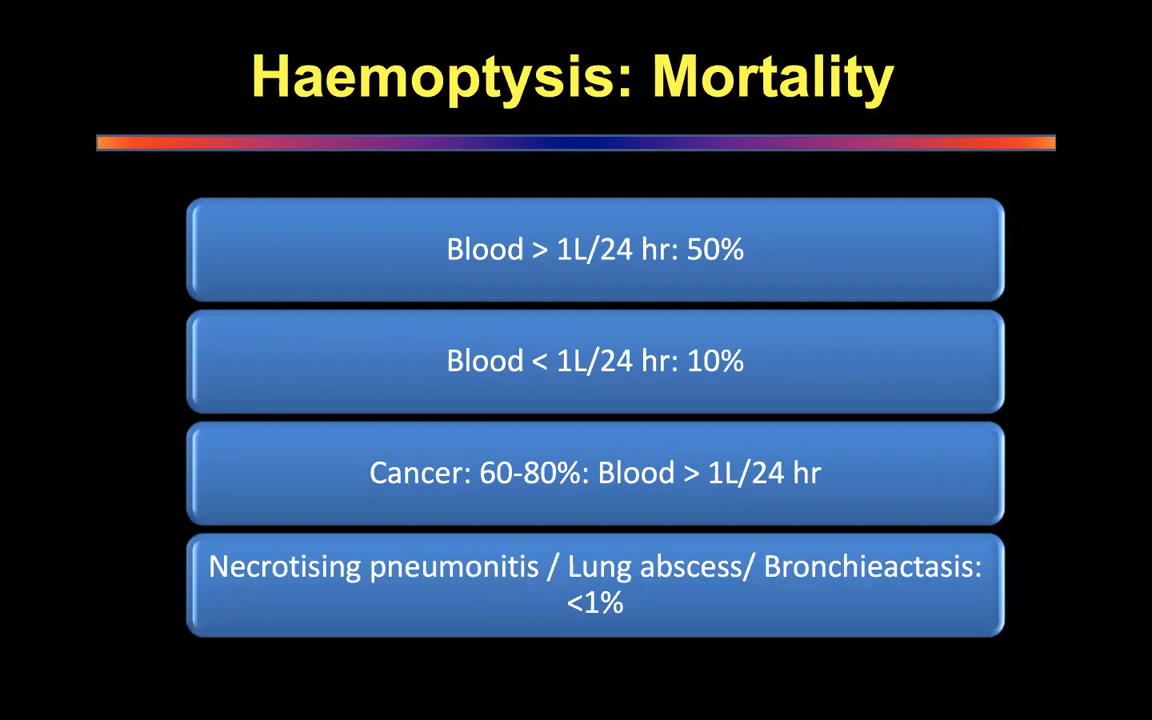 Haemoptysis: Mortality
Blood > 1L/24 hr: 50%
Blood < 1L/24 hr: 10%
Cancer: 60-80%: Blood > 1L/24 hr
Necrotising pneumonitis / Lung abscess/ Bronchieactasis:
<1%